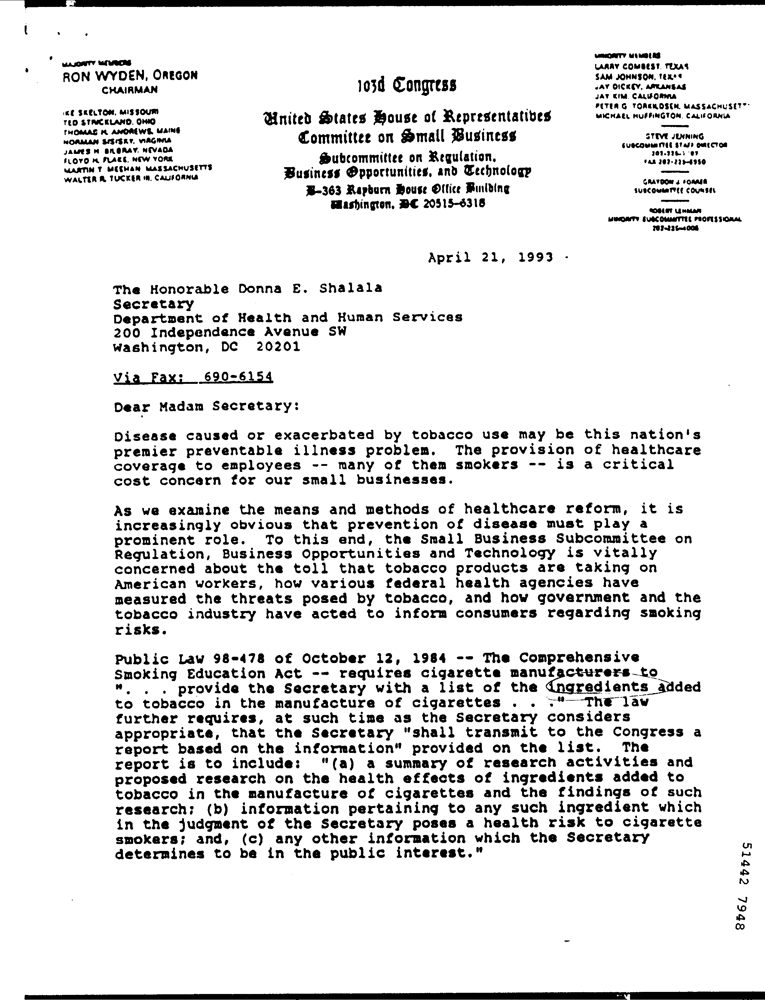 MAJORITY MEMBERS
RON WYDEN, OREGON
CHAIRMAN
IKE SKELTON, MISSOURI
TED STRICKLAND, OHIO
THOMAS H. ANDREWS, MAINE
NORMAN SISISKY, VIRGINIA
JAMES H. BILBRAY, NEVADA
FLOYD H. FLAKE, NEW YORK
MARTIN T. MEEHAN, MASSACHUSETTS
WALTER R. TUCKER III, CALIFORNIA
103d Congress
United States House of Representatives
Committee on Small Business
Subcommittee on Regulation,
Business Opportunities, and Technology
B-363 Rayburn House Office Building
Washington, DC 20515-6318
MINORITY MEMBERS
LARRY COMBEST, TEXAS
SAM JOHNSON, TEXAS
JAY DICKEY, ARKANSAS
JAY KIM, CALIFORNIA
PETER G. TORKILDSEN, MASSACHUSETTS
MICHAEL HUFFINGTON, CALIFORNIA
STEVE JENNING
SUBCOMMITTEE STAFF DIRECTOR
FAX 202-225-8950
GRAYDON J. FORRER
SUBCOMMITTEE COUNSEL
ROBERT LEHMAN
MINORITY SUBCOMMITTEE PROFESSIONAL
202-225-4006
April 21, 1993
The Honorable Donna E. Shalala
Secretary
Department of Health and Human Services
200 Independence Avenue SW
Washington, DC 20201
Via Fax: 690-6154
Dear Madam Secretary:
Disease caused or exacerbated by tobacco use may be this nation's
premier preventable illness problem. The provision of healthcare
coverage to employees -- many of them smokers -- is a critical
cost concern for our small businesses.
As we examine the means and methods of healthcare reform, it is
increasingly obvious that prevention of disease must play a
prominent role. To this end, the Small Business Subcommittee on
Regulation, Business Opportunities and Technology is vitally
concerned about the toll that tobacco products are taking on
American workers, how various federal health agencies have
measured the threats posed by tobacco, and how government and the
tobacco industry have acted to inform consumers regarding smoking
risks.
Public Law 98-478 of October 12, 1984 -- The Comprehensive
Smoking Education Act -- requires cigarette manufacturers to
". . . provide the Secretary with a list of the ingredients added
to tobacco in the manufacture of cigarettes . . ." The law
further requires, at such time as the Secretary considers
appropriate, that the Secretary "shall transmit to the Congress a
report based on the information" provided on the list. The
report is to include: "(a) a summary of research activities and
proposed research on the health effects of ingredients added to
tobacco in the manufacture of cigarettes and the findings of such
research; (b) information pertaining to any such ingredient which
in the judgment of the Secretary poses a health risk to cigarette
smokers; and, (c) any other information which the Secretary
determines to be in the public interest."
51442 7948